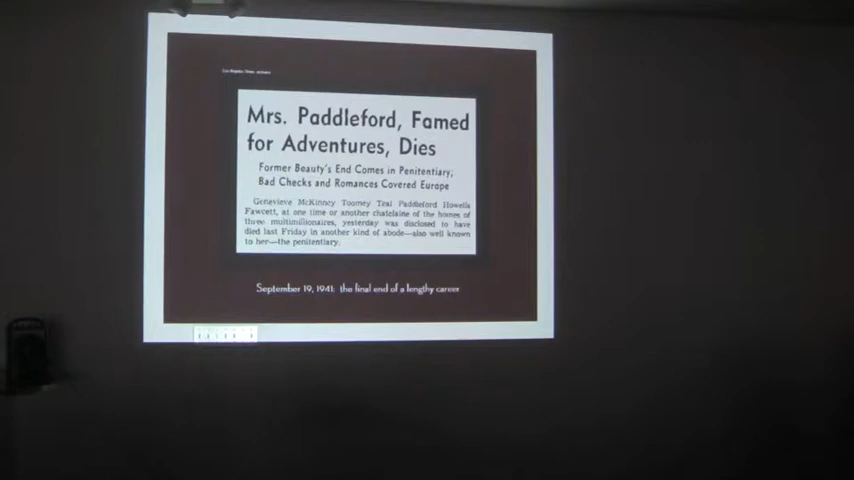 Los Angeles Times
Mrs. Paddleford, Famed
for Adventures, Dies
Former Beauty's End Comes in Penitentiary;
Bad Checks and Romances Covered Europe
Genevieve McKinney Toomey Teal Paddleford Howells
Fawcett, at one time or another chatelaine of the homes of
three multimillionaires, yesterday was disclosed to have
died last Friday in another kind of abode—also well known
to her—the penitentiary.
September 19, 1941: the final end of a lengthy career